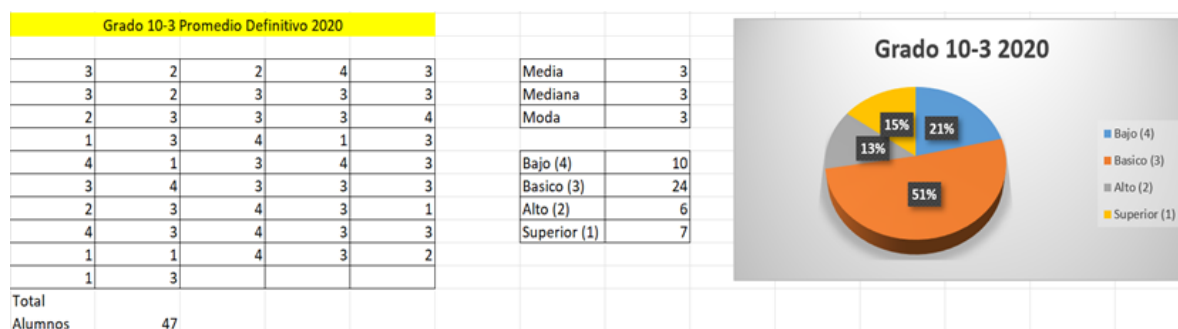 Grado 10-3 Promedio Definitivo 2020
3 2 2 4 3
3 2 3 3 3
2 3 3 3 4
1 3 4 1 3
4 1 3 4 3
3 4 3 3 3
2 3 4 3 1
4 3 4 3 3
1 1 4 3 2
1 3
Total
Alumnos 47
Media 3
Mediana 3
Moda 3
Bajo (4) 10
Basico (3) 24
Alto (2) 6
Superior (1) 7
Grado 10-3 2020
15%
21%
13%
51%
Bajo (4)
Basico (3)
Alto (2)
Superior (1)